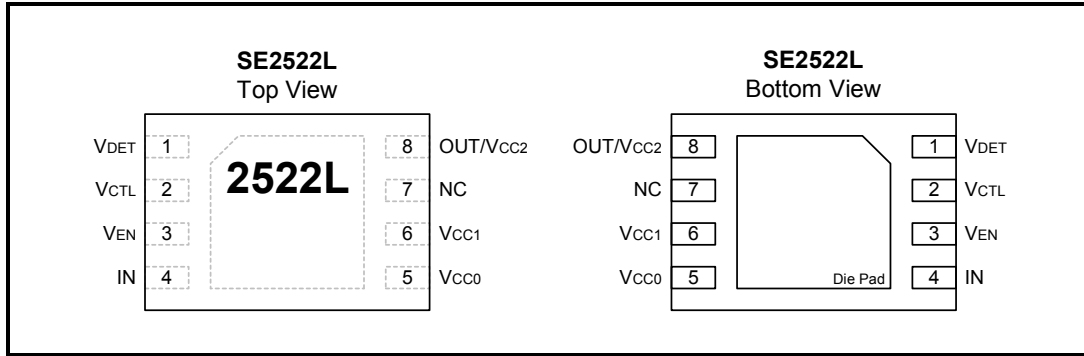 SE2522L
Top View
VDET 1
VCTL 2
VEN 3
IN 4
2522L
8 OUT/VCC2
7 NC
6 VCC1
5 VCC0
SE2522L
Bottom View
OUT/VCC2 8
NC 7
VCC1 6
VCC0 5
Die Pad
1 VDET
2 VCTL
3 VEN
4 IN